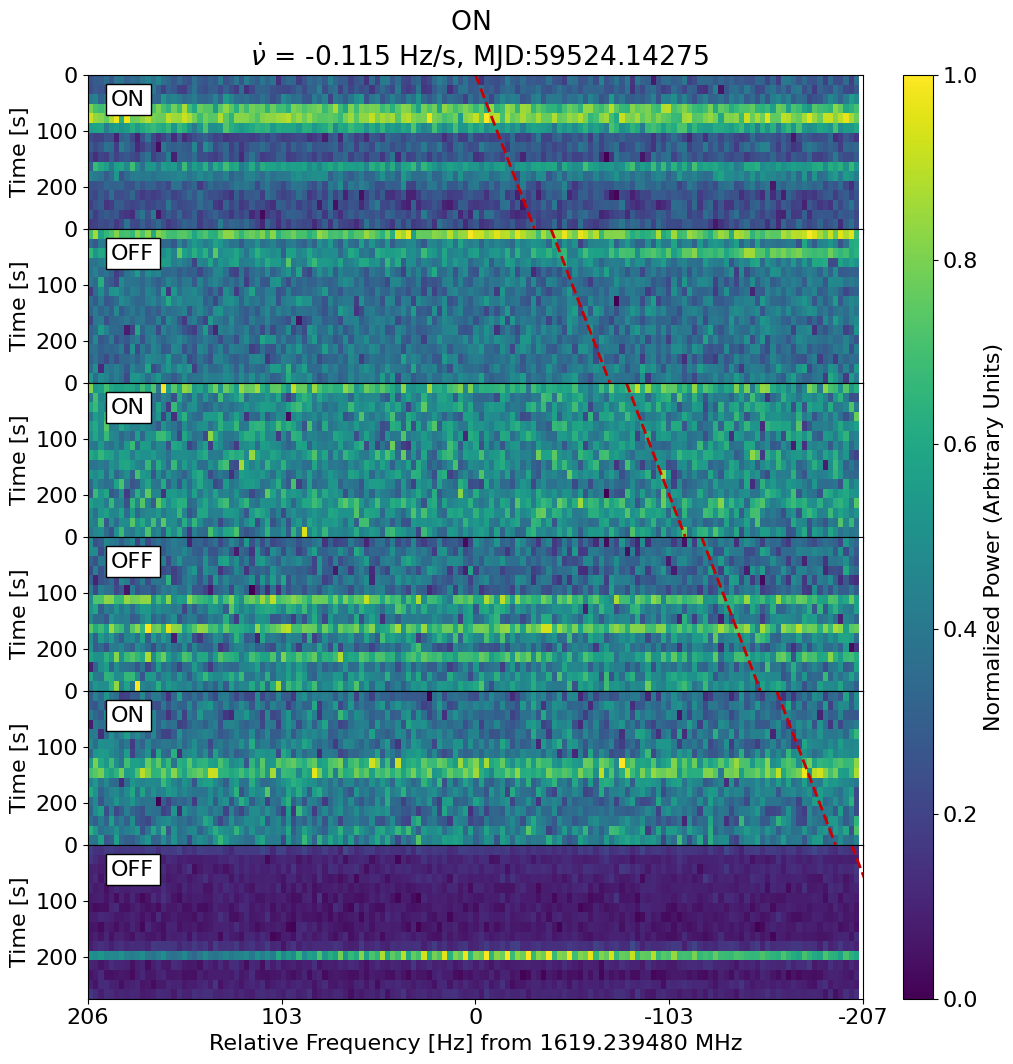 ON
ν̇ = -0.115 Hz/s, MJD:59524.14275
0
ON
100
200
Time [s]
0
OFF
100
200
Time [s]
0
ON
100
200
Time [s]
0
OFF
100
200
Time [s]
0
ON
100
200
Time [s]
0
OFF
100
200
Time [s]
206 103 0 -103 -207
Relative Frequency [Hz] from 1619.239480 MHz
1.0
0.8
0.6
0.4
0.2
0.0
Normalized Power (Arbitrary Units)